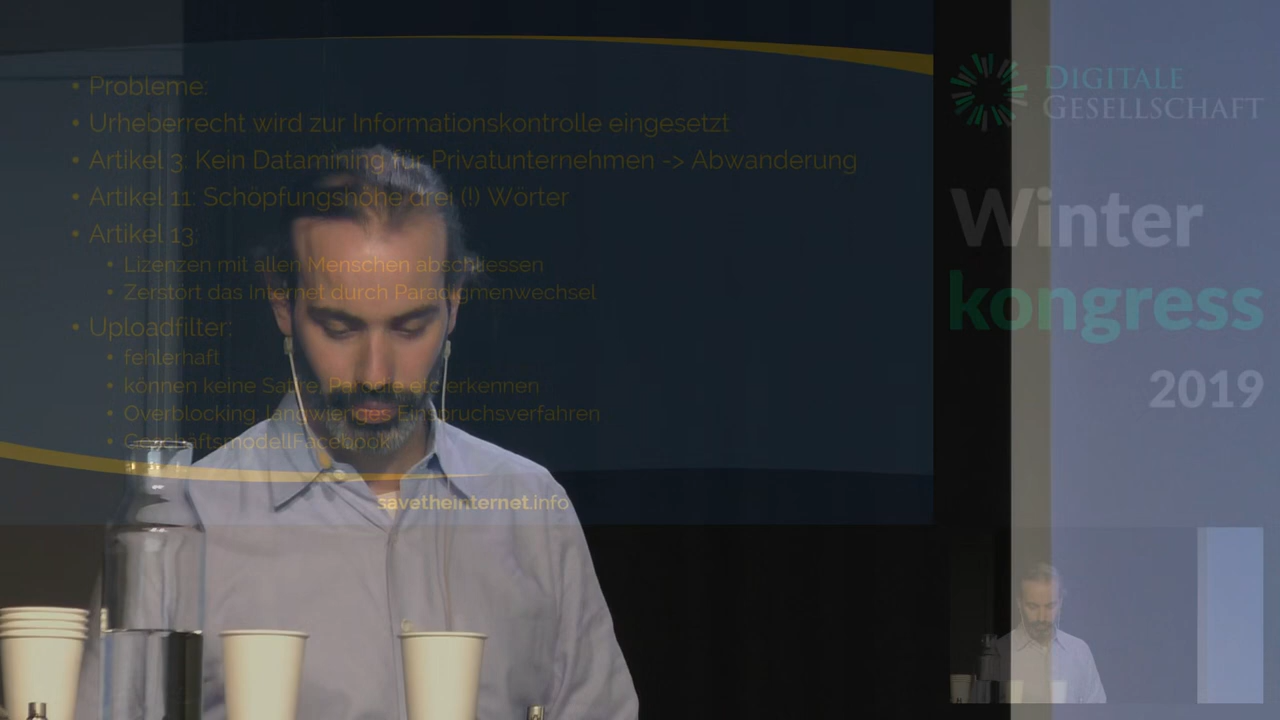 • Probleme:
• Urheberrecht wird zur Informationskontrolle eingesetzt
• Artikel 3: Kein Datamining für Privatunternehmen -> Abwanderung
• Artikel 11: Schöpfungshöhe drei (!) Wörter
• Artikel 13:
• Lizenzen mit allen Menschen abschliessen
• Zerstört das Internet durch Paradigmenwechsel
• Uploadfilter:
• fehlerhaft
• können keine Satire, Parodie etc erkennen
• Overblocking, langwieriges Einspruchsverfahren
• Geschäftsmodell Facebook
savetheinternet.info
DIGITALE
GESELLSCHAFT
Winter
kongress
2019